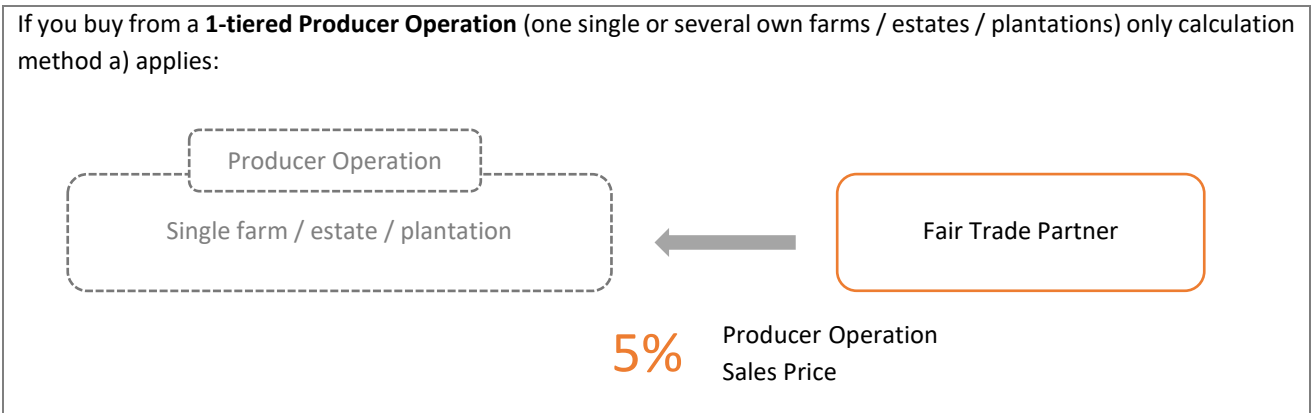 If you buy from a 1-tiered Producer Operation (one single or several own farms / estates / plantations) only calculation
method a) applies:
Producer Operation
Single farm / estate / plantation
Fair Trade Partner
5%
Producer Operation
Sales Price